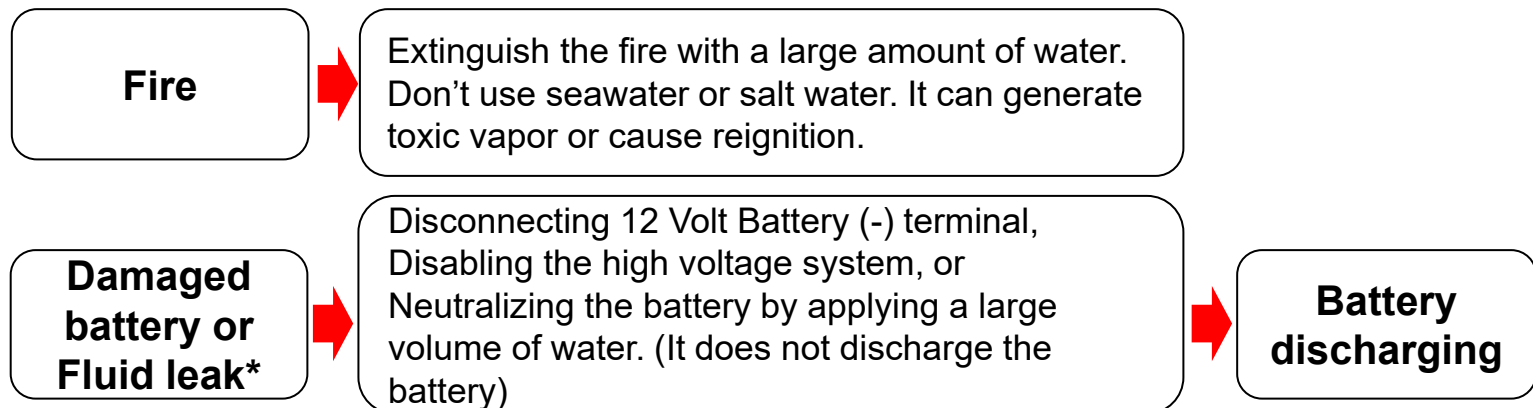 Fire
Extinguish the fire with a large amount of water.
Don’t use seawater or salt water. It can generate
toxic vapor or cause reignition.
Damaged
battery or
Fluid leak*
Disconnecting 12 Volt Battery (-) terminal,
Disabling the high voltage system, or
Neutralizing the battery by applying a large
volume of water. (It does not discharge the
battery)
Battery
discharging